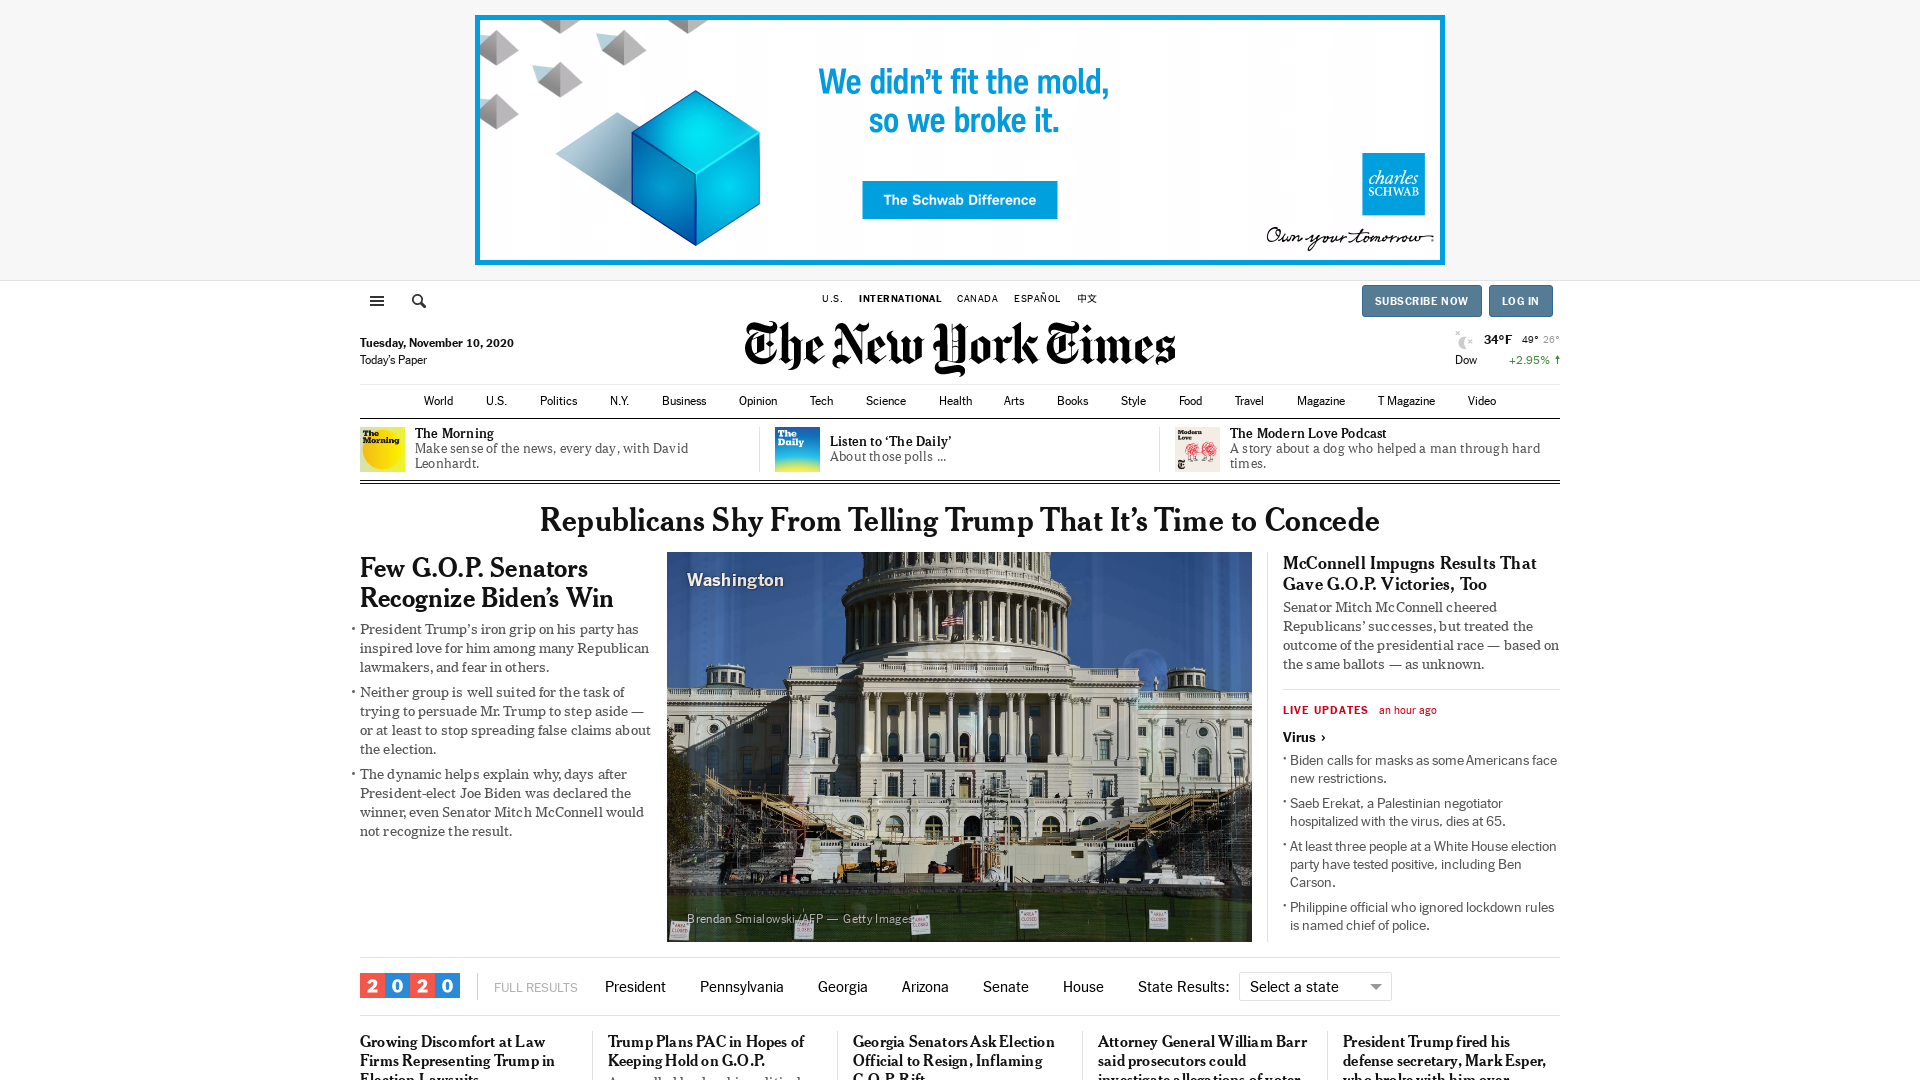 We didn't fit the mold,
so we broke it.
The Schwab Difference
charles
SCHWAB
Own your tomorrow.
U.S.
INTERNATIONAL
CANADA
ESPAÑOL
中文
SUBSCRIBE NOW
LOG IN
Tuesday, November 10, 2020
Today's Paper
The New York Times
34°F 49° 26°
Dow +2.95% ↑
World
U.S.
Politics
N.Y.
Business
Opinion
Tech
Science
Health
Arts
Books
Style
Food
Travel
Magazine
T Magazine
Video
The
Morning
The Morning
Make sense of the news, every day, with David
Leonhardt.
The
Daily
Listen to ‘The Daily’
About those polls ...
Modern
Love
The Modern Love Podcast
A story about a dog who helped a man through hard
times.
Republicans Shy From Telling Trump That It’s Time to Concede
Few G.O.P. Senators
Recognize Biden’s Win
• President Trump’s iron grip on his party has
inspired love for him among many Republican
lawmakers, and fear in others.
• Neither group is well suited for the task of
trying to persuade Mr. Trump to step aside —
or at least to stop spreading false claims about
the election.
• The dynamic helps explain why, days after
President-elect Joe Biden was declared the
winner, even Senator Mitch McConnell would
not recognize the result.
Washington
Brendan Smialowski/AFP — Getty Images
AREA
CLOSED
AREA
CLOSED
AREA
CLOSED
AREA
CLOSED
AREA
CLOSED
McConnell Impugns Results That
Gave G.O.P. Victories, Too
Senator Mitch McConnell cheered
Republicans’ successes, but treated the
outcome of the presidential race — based on
the same ballots — as unknown.
LIVE UPDATES an hour ago
Virus ›
• Biden calls for masks as some Americans face
new restrictions.
• Saeb Erekat, a Palestinian negotiator
hospitalized with the virus, dies at 65.
• At least three people at a White House election
party have tested positive, including Ben
Carson.
• Philippine official who ignored lockdown rules
is named chief of police.
2020
FULL RESULTS
President
Pennsylvania
Georgia
Arizona
Senate
House
State Results:
Select a state
Growing Discomfort at Law
Firms Representing Trump in
Election Lawsuits
Trump Plans PAC in Hopes of
Keeping Hold on G.O.P.
Georgia Senators Ask Election
Official to Resign, Inflaming
G.O.P. Rift
Attorney General William Barr
said prosecutors could
investigate allegations of voter
President Trump fired his
defense secretary, Mark Esper,
who broke with him over